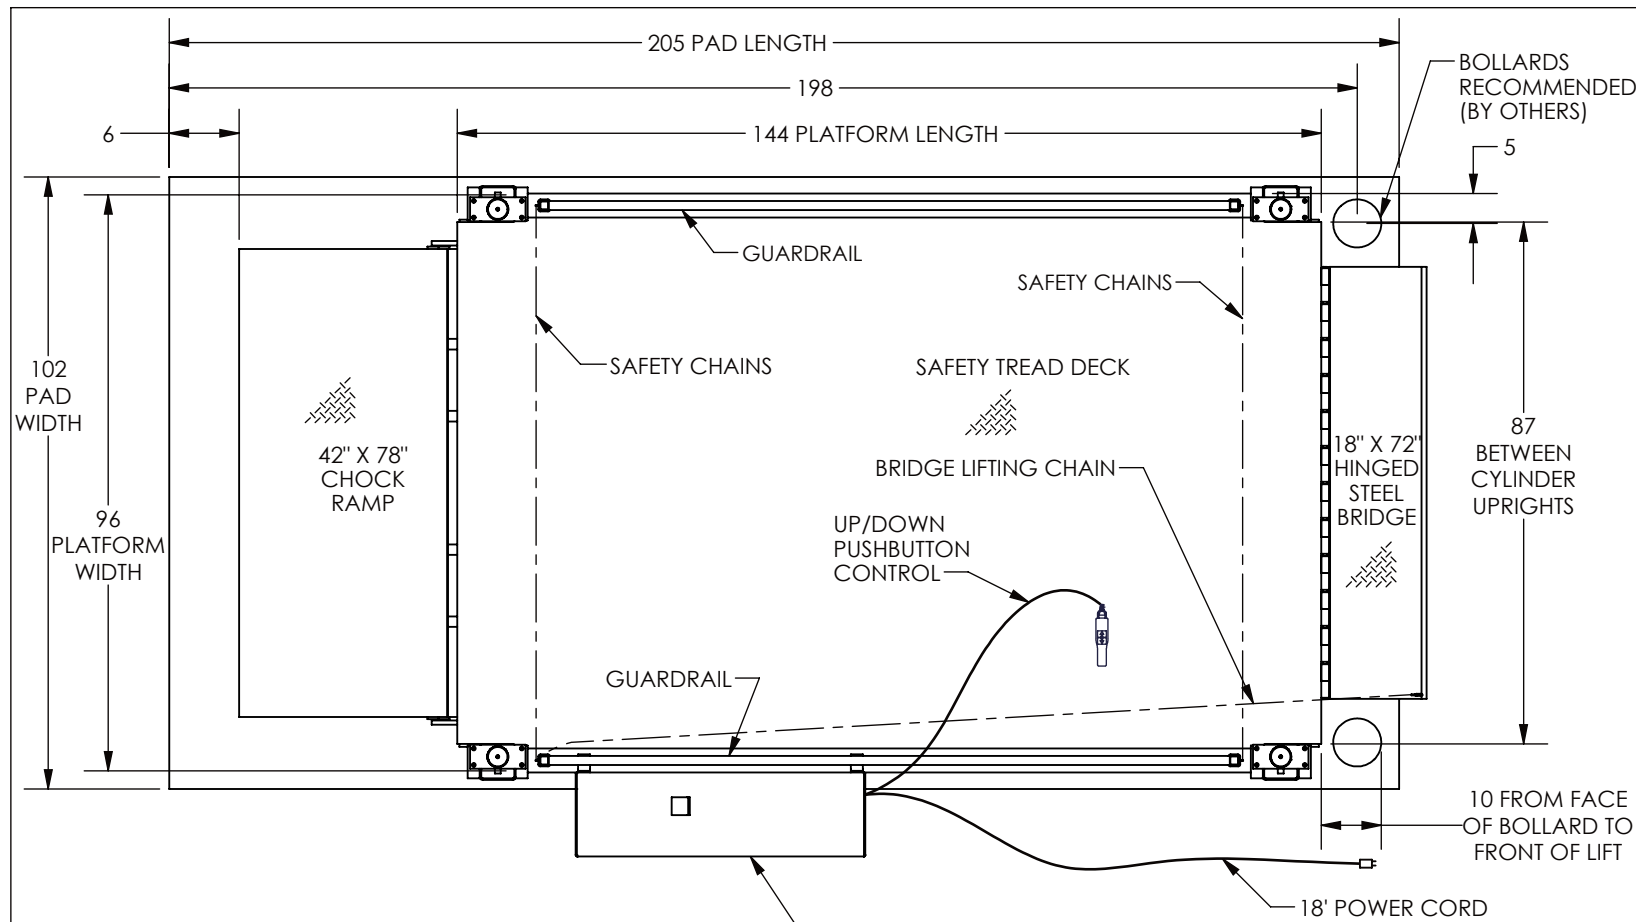 205 PAD LENGTH
198
BOLLARDS
RECOMMENDED
(BY OTHERS)
6
144 PLATFORM LENGTH
5
GUARDRAIL
SAFETY CHAINS
SAFETY CHAINS
SAFETY TREAD DECK
102
PAD
WIDTH
42" X 78"
CHOCK
RAMP
96
PLATFORM
WIDTH
BRIDGE LIFTING CHAIN
18" X 72"
HINGED
STEEL
BRIDGE
87
BETWEEN
CYLINDER
UPRIGHTS
UP/DOWN
PUSHBUTTON
CONTROL
GUARDRAIL
10 FROM FACE
OF BOLLARD TO
FRONT OF LIFT
18' POWER CORD